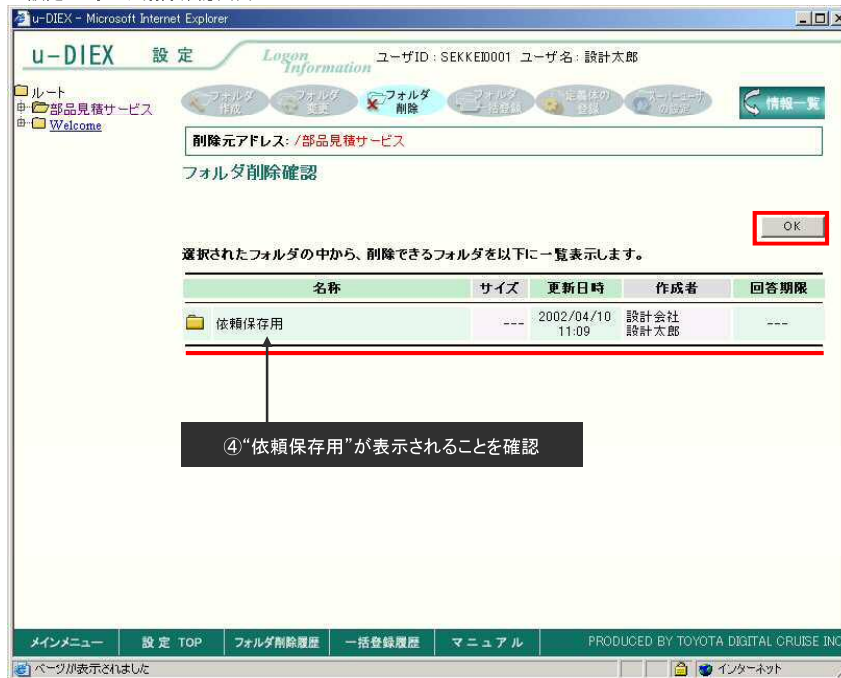 u-DIEX - Microsoft Internet Explorer
u-DIEX 設 定 Logon Information ユーザID : SEKKEI0001 ユーザ名 : 設計太郎
ルート
部品見積サービス
Welcome
フォルダ作成 フォルダ変更 フォルダ削除 フォルダ一括登録 定義体の登録 スーパーユーザの設定 情報一覧
削除元アドレス: /部品見積サービス
フォルダ削除確認
OK
選択されたフォルダの中から、削除できるフォルダを以下に一覧表示します。
名称 サイズ 更新日時 作成者 回答期限
依頼保存用 --- 2002/04/10 11:09 設計会社 設計太郎 ---
④“依頼保存用”が表示されることを確認
メインメニュー 設 定 TOP フォルダ削除履歴 一括登録履歴 マニュアル PRODUCED BY TOYOTA DIGITAL CRUISE INC
ページが表示されました インターネット